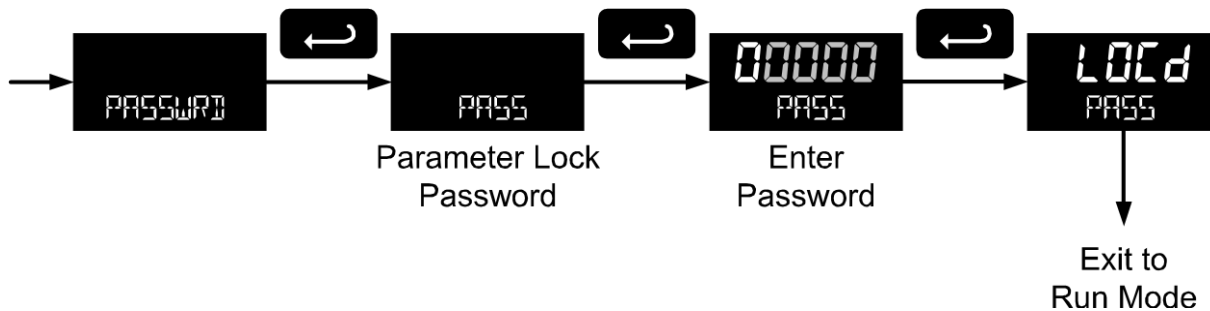 PASSWRD
PASS
Parameter Lock
Password
00000
PASS
Enter
Password
LOCd
PASS
Exit to
Run Mode